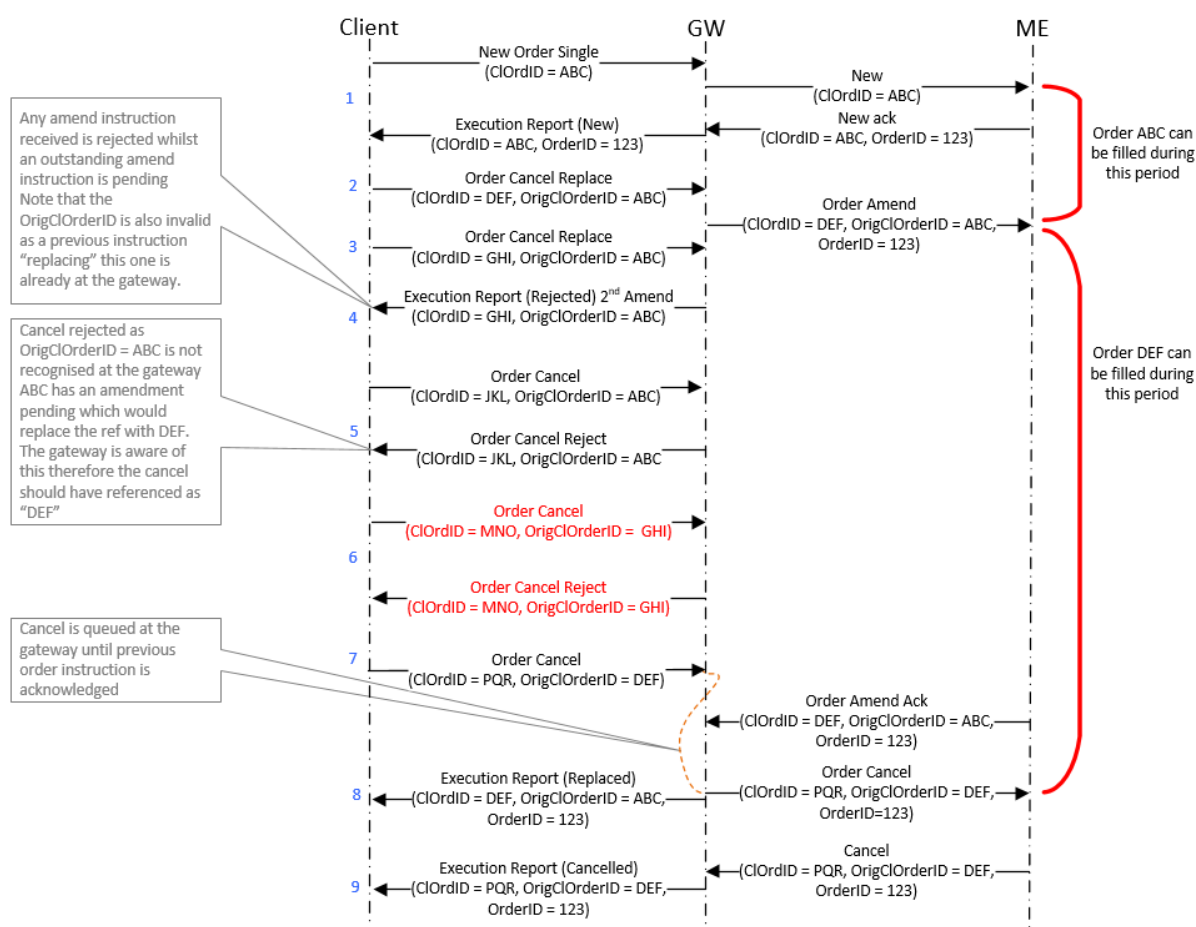 Client
GW
ME
New Order Single
(ClOrdID = ABC)
New
(ClOrdID = ABC)
1
New ack
(ClOrdID = ABC, OrderID = 123)
Execution Report (New)
(ClOrdID = ABC, OrderID = 123)
Order ABC can
be filled during
this period
Any amend instruction
received is rejected whilst
an outstanding amend
instruction is pending
Note that the
OrigClOrderID is also invalid
as a previous instruction
“replacing” this one is
already at the gateway.
2
Order Cancel Replace
(ClOrdID = DEF, OrigClOrderID = ABC)
Order Amend
(ClOrdID = DEF, OrigClOrderID = ABC,
OrderID = 123)
3
Order Cancel Replace
(ClOrdID = GHI, OrigClOrderID = ABC)
Execution Report (Rejected) 2nd Amend
(ClOrdID = GHI, OrigClOrderID = ABC)
4
Cancel rejected as
OrigClOrderID = ABC is not
recognised at the gateway
ABC has an amendment
pending which would
replace the ref with DEF.
The gateway is aware of
this therefore the cancel
should have referenced as
“DEF”
Order DEF can
be filled during
this period
Order Cancel
(ClOrdID = JKL, OrigClOrderID = ABC)
5
Order Cancel Reject
(ClOrdID = JKL, OrigClOrderID = ABC
Order Cancel
(ClOrdID = MNO, OrigClOrderID =  GHI)
6
Order Cancel Reject
(ClOrdID = MNO, OrigClOrderID = GHI)
Cancel is queued at the
gateway until previous
order instruction is
acknowledged
7
Order Cancel
(ClOrdID = PQR, OrigClOrderID = DEF)
Order Amend Ack
(ClOrdID = DEF, OrigClOrderID = ABC,
OrderID = 123)
8
Execution Report (Replaced)
(ClOrdID = DEF, OrigClOrderID = ABC,
OrderID = 123)
Order Cancel
(ClOrdID = PQR, OrigClOrderID = DEF,
OrderID=123)
Cancel
(ClOrdID = PQR, OrigClOrderID = DEF,
OrderID = 123)
9
Execution Report (Cancelled)
(ClOrdID = PQR, OrigClOrderID = DEF,
OrderID = 123)